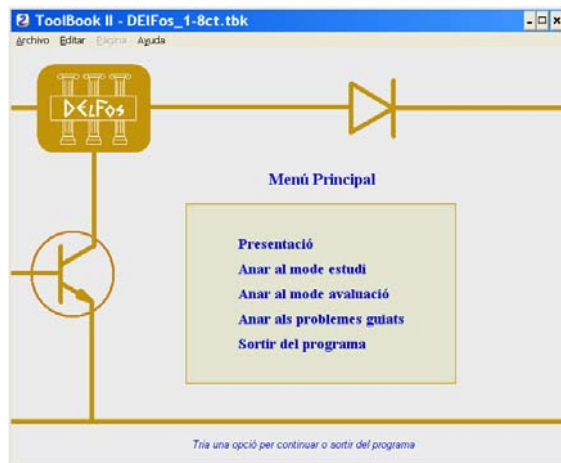 ToolBook II - DElFos_1-8ct.tbk
Archivo Editar Página Ayuda
DELFOS
Menú Principal
Presentació
Anar al mode estudi
Anar al mode avaluació
Anar als problemes guiats
Sortir del programa
Tria una opció per continuar o sortir del programa